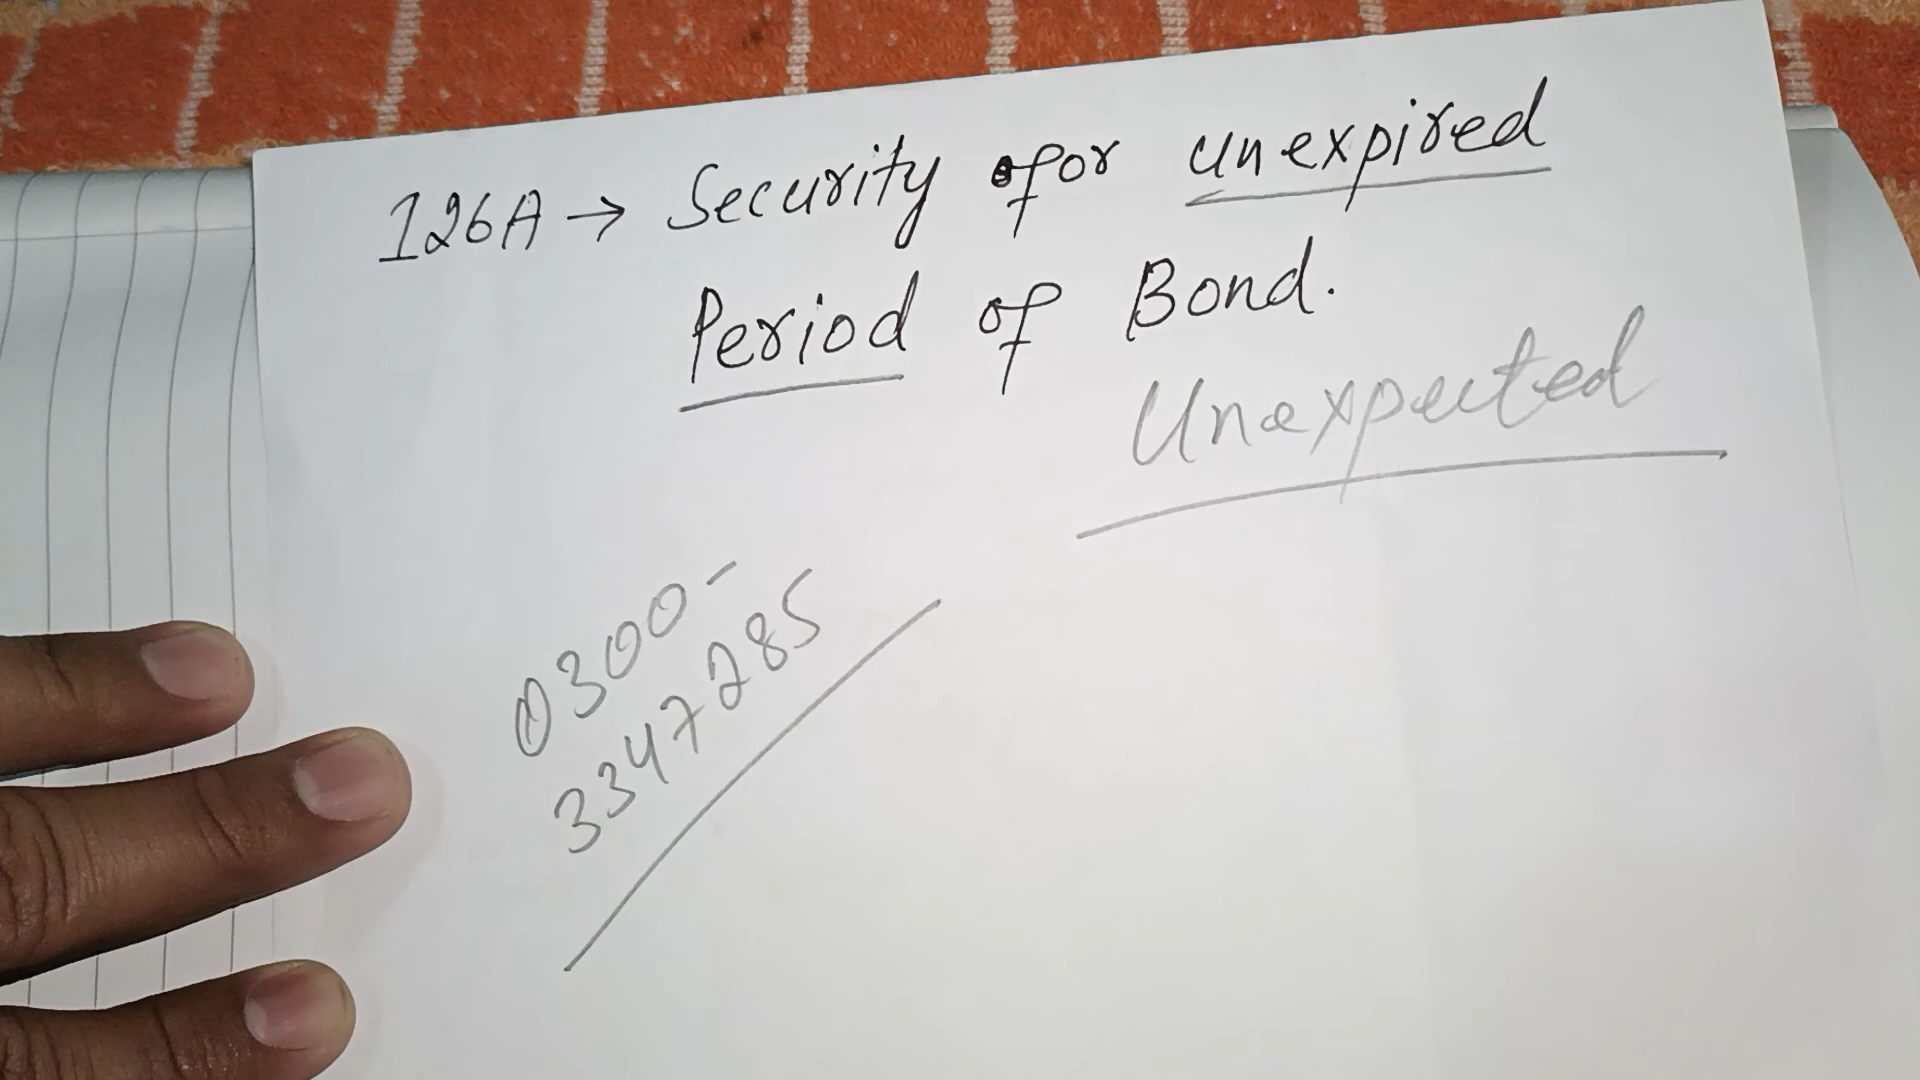 126A → Security for unexpired
Period of Bond.
Unexpected
0300-
3347285